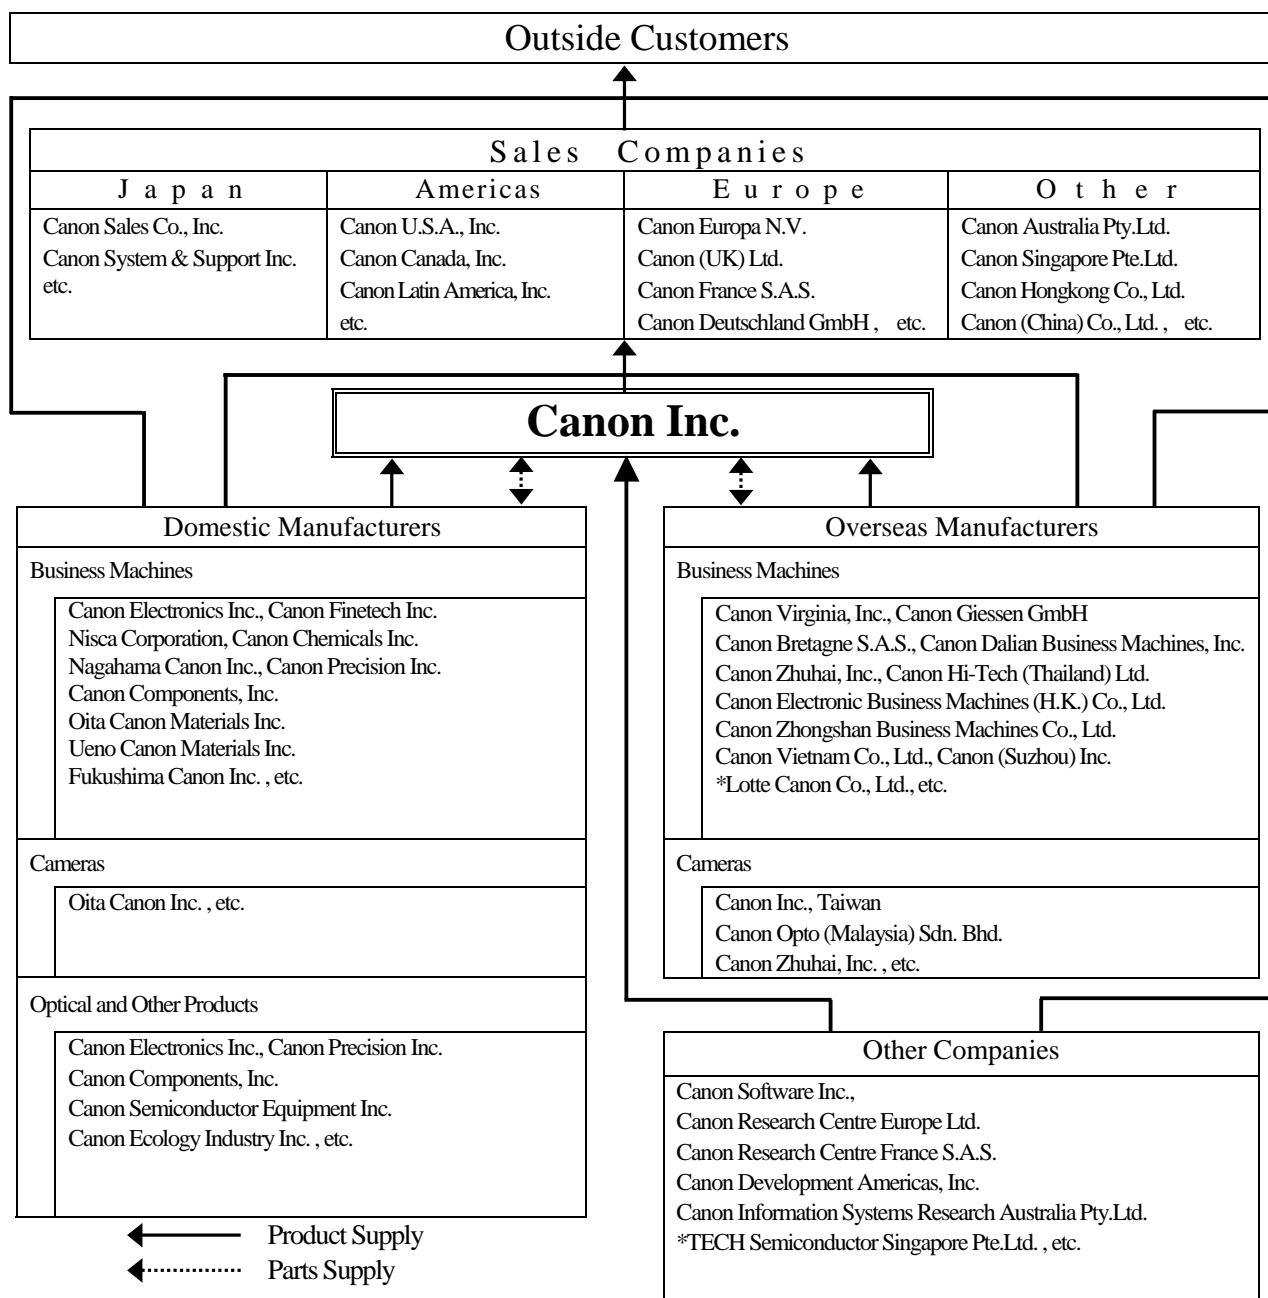 Outside Customers
Sales Companies
Japan
Americas
Europe
Other
Canon Sales Co., Inc.
Canon System & Support Inc.
etc.
Canon U.S.A., Inc.
Canon Canada, Inc.
Canon Latin America, Inc.
etc.
Canon Europa N.V.
Canon (UK) Ltd.
Canon France S.A.S.
Canon Deutschland GmbH , etc.
Canon Australia Pty.Ltd.
Canon Singapore Pte.Ltd.
Canon Hongkong Co., Ltd.
Canon (China) Co., Ltd. , etc.
Canon Inc.
Domestic Manufacturers
Business Machines
Canon Electronics Inc., Canon Finetech Inc.
Nisca Corporation, Canon Chemicals Inc.
Nagahama Canon Inc., Canon Precision Inc.
Canon Components, Inc.
Oita Canon Materials Inc.
Ueno Canon Materials Inc.
Fukushima Canon Inc. , etc.
Cameras
Oita Canon Inc. , etc.
Optical and Other Products
Canon Electronics Inc., Canon Precision Inc.
Canon Components, Inc.
Canon Semiconductor Equipment Inc.
Canon Ecology Industry Inc. , etc.
Overseas Manufacturers
Business Machines
Canon Virginia, Inc., Canon Giessen GmbH
Canon Bretagne S.A.S., Canon Dalian Business Machines, Inc.
Canon Zhuhai, Inc., Canon Hi-Tech (Thailand) Ltd.
Canon Electronic Business Machines (H.K.) Co., Ltd.
Canon Zhongshan Business Machines Co., Ltd.
Canon Vietnam Co., Ltd., Canon (Suzhou) Inc.
*Lotte Canon Co., Ltd., etc.
Cameras
Canon Inc., Taiwan
Canon Opto (Malaysia) Sdn. Bhd.
Canon Zhuhai, Inc. , etc.
Other Companies
Canon Software Inc.,
Canon Research Centre Europe Ltd.
Canon Research Centre France S.A.S.
Canon Development Americas, Inc.
Canon Information Systems Research Australia Pty.Ltd.
*TECH Semiconductor Singapore Pte.Ltd. , etc.
Product Supply
Parts Supply